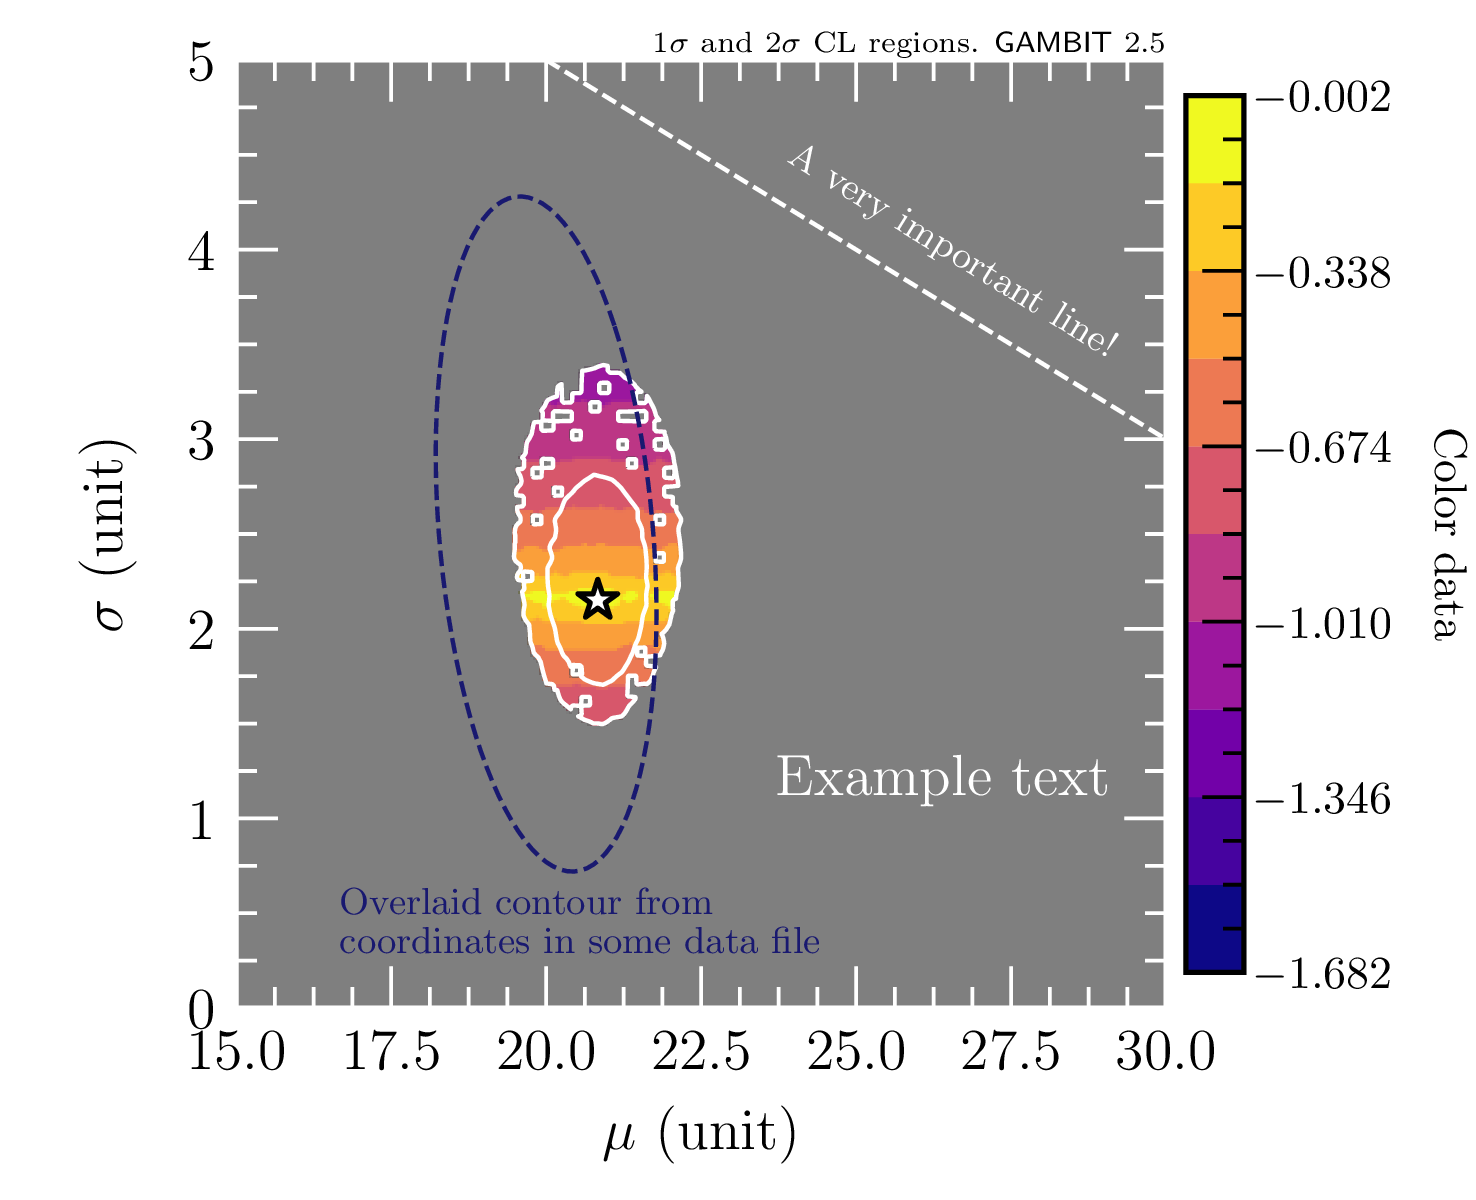 1σ and 2σ CL regions. GAMBIT 2.5
5
4
3
2
1
0
σ (unit)
15.0 17.5 20.0 22.5 25.0 27.5 30.0
μ (unit)
A very important line!
Example text
Overlaid contour from
coordinates in some data file
−0.002
−0.338
−0.674
−1.010
−1.346
−1.682
Color data